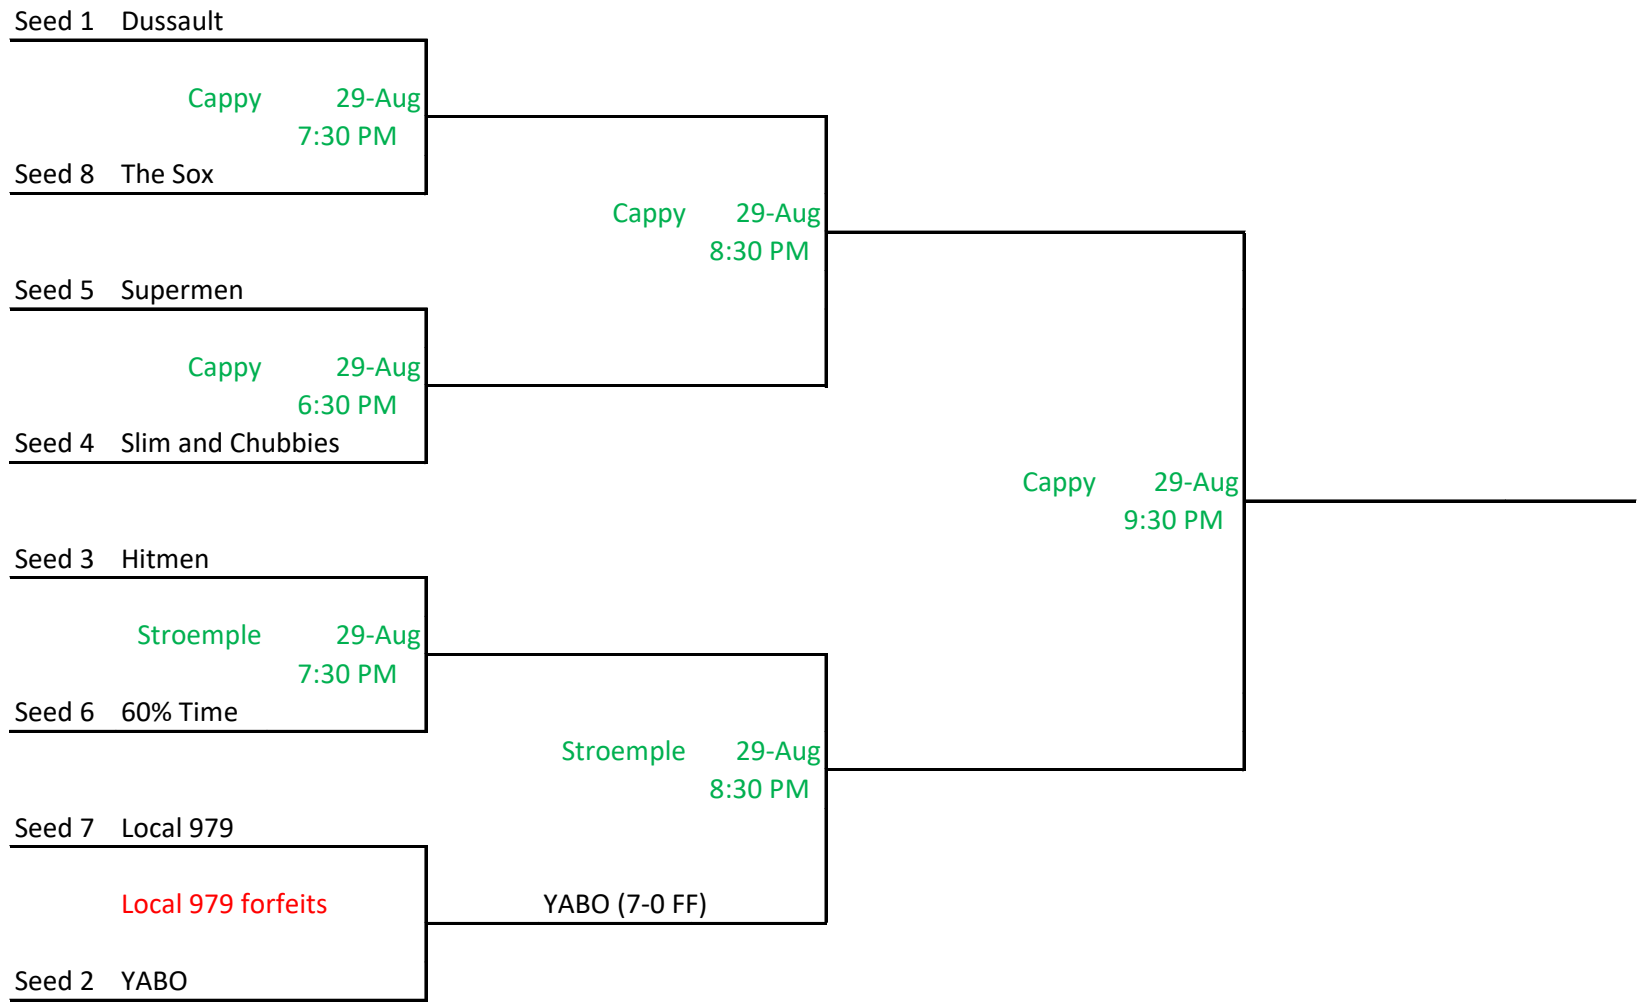 Seed 1 Dussault
Cappy 29-Aug
7:30 PM
Seed 8 The Sox
Cappy 29-Aug
8:30 PM
Seed 5 Supermen
Cappy 29-Aug
6:30 PM
Seed 4 Slim and Chubbies
Cappy 29-Aug
9:30 PM
Seed 3 Hitmen
Stroemple 29-Aug
7:30 PM
Seed 6 60% Time
Stroemple 29-Aug
8:30 PM
Seed 7 Local 979
Local 979 forfeits
YABO (7-0 FF)
Seed 2 YABO